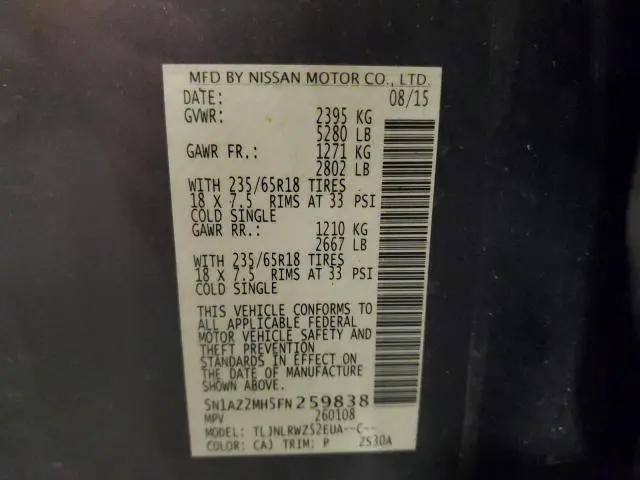 MFD BY NISSAN MOTOR CO., LTD.
DATE: 08/15
GVWR: 2395 KG
5280 LB
GAWR FR.: 1271 KG
2802 LB
WITH 235/65R18 TIRES
18 X 7.5 RIMS AT 33 PSI
COLD SINGLE
GAWR RR.: 1210 KG
2667 LB
WITH 235/65R18 TIRES
18 X 7.5 RIMS AT 33 PSI
COLD SINGLE
THIS VEHICLE CONFORMS TO
ALL APPLICABLE FEDERAL
MOTOR VEHICLE SAFETY AND
THEFT PREVENTION
STANDARDS IN EFFECT ON
THE DATE OF MANUFACTURE
SHOWN ABOVE.
5N1AZ2MH5FN259838
MPV 260108
MODEL: TLJNLRWZ52EUA--C--
COLOR: CAJ TRIM: P 2S30A